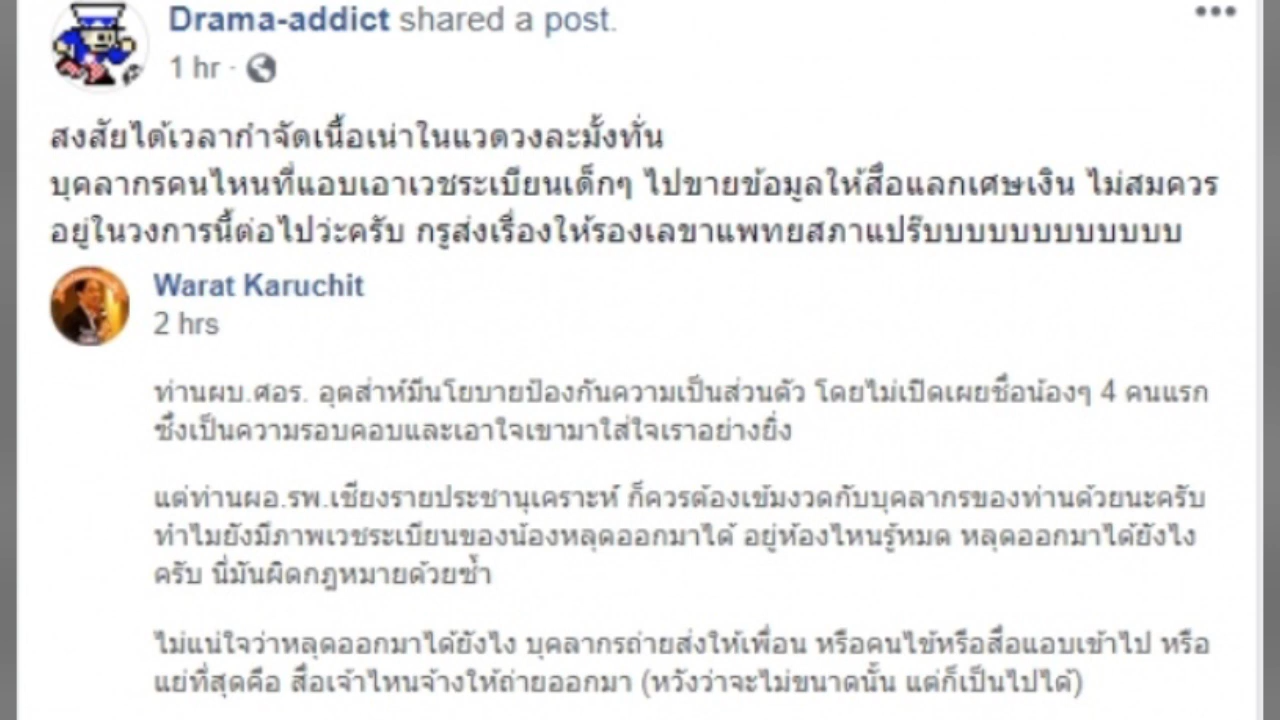 Drama-addict shared a post.
1 hr ·
สงสัยได้เวลากำจัดเนื้อเน่าในแวดวงละมั้งทั่น
บุคลากรคนไหนที่แอบเอาเวชระเบียนเด็กๆ ไปขายข้อมูลให้สื่อแลกเศษเงิน ไม่สมควร
อยู่ในวงการนี้ต่อไปว่ะครับ กรูส่งเรื่องให้รองเลขาแพทยสภาแปร๊บบบบบบบบบบบบ
Warat Karuchit
2 hrs
ท่านผบ.ศอร. อุตส่าห์มีนโยบายป้องกันความเป็นส่วนตัว โดยไม่เปิดเผยชื่อน้องๆ 4 คนแรก
ซึ่งเป็นความรอบคอบและเอาใจเขามาใส่ใจเราอย่างยิ่ง
แต่ท่านผอ.รพ.เชียงรายประชานุเคราะห์ ก็ควรต้องเข้มงวดกับบุคลากรของท่านด้วยนะครับ
ทำไมยังมีภาพเวชระเบียนของน้องหลุดออกมาได้ อยู่ห้องไหนรู้หมด หลุดออกมาได้ยังไง
ครับ นี่มันผิดกฎหมายด้วยซ้ำ
ไม่แน่ใจว่าหลุดออกมาได้ยังไง บุคลากรถ่ายส่งให้เพื่อน หรือคนไข้หรือสื่อแอบเข้าไป หรือ
แย่ที่สุดคือ สื่อเจ้าไหนจ้างให้ถ่ายออกมา (หวังว่าจะไม่ขนาดนั้น แต่ก็เป็นไปได้)